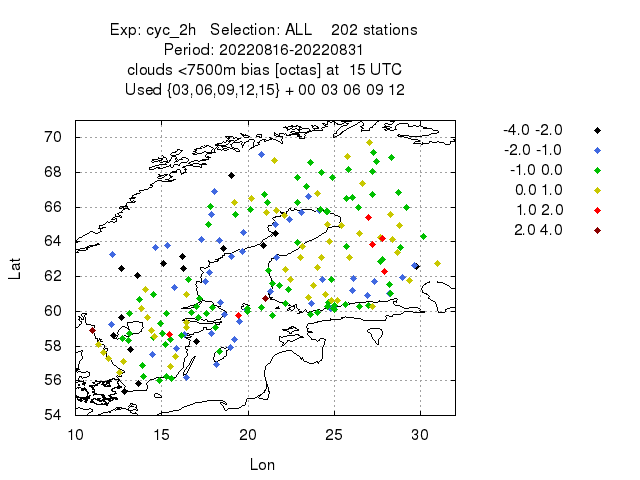 Exp: cyc_2h   Selection: ALL    202 stations
Period: 20220816-20220831
clouds <7500m bias [octas] at  15 UTC
Used {03,06,09,12,15} + 00 03 06 09 12
-4.0 -2.0
-2.0 -1.0
-1.0 0.0
0.0 1.0
1.0 2.0
2.0 4.0
70
68
66
64
62
60
58
56
54
Lat
10 15 20 25 30
Lon